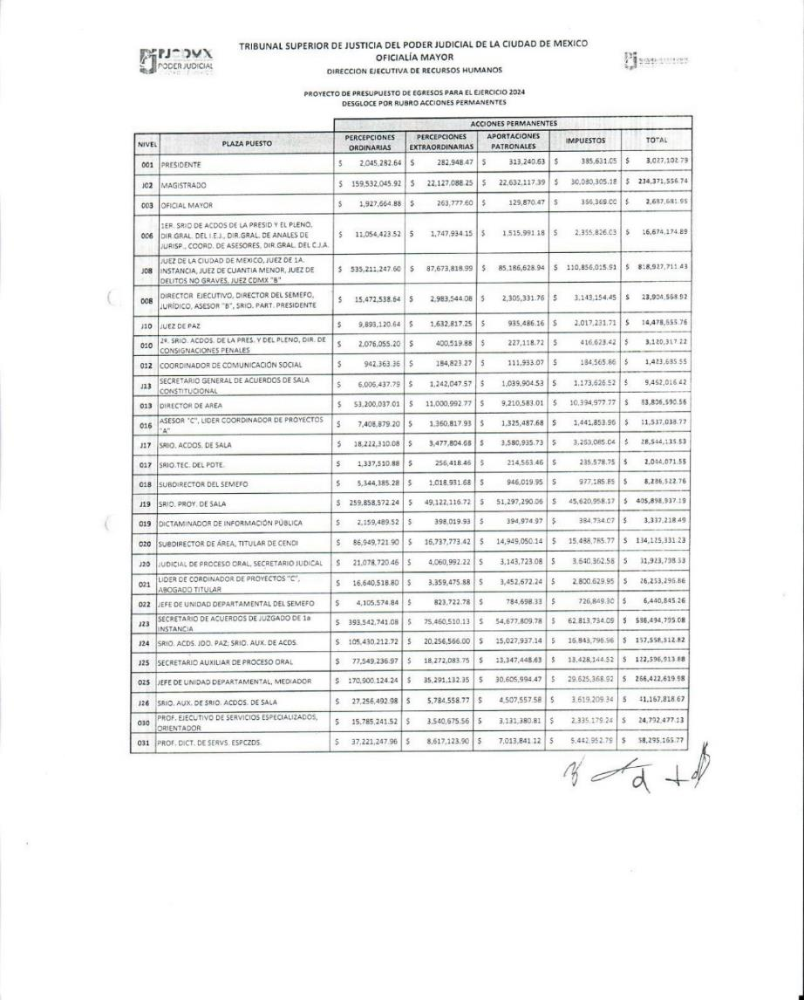 PJCDMX
PODER JUDICIAL
CIUDAD DE MÉXICO
TRIBUNAL SUPERIOR DE JUSTICIA DEL PODER JUDICIAL DE LA CIUDAD DE MEXICO
OFICIALÍA MAYOR
DIRECCION EJECUTIVA DE RECURSOS HUMANOS
PROYECTO DE PRESUPUESTO DE EGRESOS PARA EL EJERCICIO 2024
DESGLOCE POR RUBRO ACCIONES PERMANENTES
ACCIONES PERMANENTES
NIVEL PLAZA PUESTO PERCEPCIONES ORDINARIAS PERCEPCIONES EXTRAORDINARIAS APORTACIONES PATRONALES IMPUESTOS TOTAL
001 PRESIDENTE $ 2,045,282.64 $ 282,948.47 $ 313,240.63 $ 385,631.05 $ 3,027,102.79
J02 MAGISTRADO $ 159,532,045.92 $ 22,127,088.25 $ 22,632,117.39 $ 30,080,305.18 $ 234,371,556.74
003 OFICIAL MAYOR $ 1,927,664.88 $ 263,777.60 $ 129,870.47 $ 366,369.00 $ 2,687,681.95
1ER. SRIO DE ACDOS DE LA PRESID Y EL PLENO,
006 DIR.GRAL. DEL I.E.J., DIR.GRAL. DE ANALES DE $ 11,054,423.52 $ 1,747,934.15 $ 1,515,991.18 $ 2,355,826.03 $ 16,674,174.89
JURISP., COORD. DE ASESORES, DIR.GRAL. DEL C.J.A.
JUEZ DE LA CIUDAD DE MEXICO, JUEZ DE 1A.
J08 INSTANCIA, JUEZ DE CUANTIA MENOR, JUEZ DE $ 535,211,247.60 $ 87,673,818.99 $ 85,186,628.94 $ 110,856,015.91 $ 818,927,711.43
DELITOS NO GRAVES, JUEZ CDMX "B"
008 DIRECTOR EJECUTIVO, DIRECTOR DEL SEMEFO, $ 15,472,538.64 $ 2,983,544.08 $ 2,305,331.76 $ 3,143,154.45 $ 23,904,568.92
JURÍDICO, ASESOR "B", SRIO. PART. PRESIDENTE
J10 JUEZ DE PAZ $ 9,893,120.64 $ 1,632,817.25 $ 935,486.16 $ 2,017,231.71 $ 14,478,655.76
010 2º. SRIO. ACDOS. DE LA PRES. Y DEL PLENO, DIR. DE $ 2,076,055.20 $ 400,519.88 $ 227,118.72 $ 416,623.42 $ 3,120,317.22
CONSIGNACIONES PENALES
012 COORDINADOR DE COMUNICACIÓN SOCIAL $ 942,363.36 $ 184,823.27 $ 111,933.07 $ 184,565.86 $ 1,423,685.55
J13 SECRETARIO GENERAL DE ACUERDOS DE SALA $ 6,006,437.79 $ 1,242,047.57 $ 1,039,904.53 $ 1,173,626.52 $ 9,462,016.42
CONSTITUCIONAL
013 DIRECTOR DE AREA $ 53,200,037.01 $ 11,000,992.77 $ 9,210,583.01 $ 10,394,977.77 $ 83,806,590.56
016 ASESOR "C", LIDER COORDINADOR DE PROYECTOS $ 7,408,879.20 $ 1,360,817.93 $ 1,325,487.68 $ 1,441,853.96 $ 11,537,038.77
"A"
J17 SRIO. ACDOS. DE SALA $ 18,222,310.08 $ 3,477,804.68 $ 3,580,935.73 $ 3,263,085.04 $ 28,544,135.53
017 SRIO.TEC. DEL PDTE. $ 1,337,510.88 $ 256,418.46 $ 214,563.46 $ 235,578.75 $ 2,044,071.55
018 SUBDIRECTOR DEL SEMEFO $ 5,344,385.28 $ 1,018,931.68 $ 946,019.95 $ 977,185.85 $ 8,286,522.76
J19 SRIO. PROY. DE SALA $ 259,858,572.24 $ 49,122,116.72 $ 51,297,290.06 $ 45,620,958.17 $ 405,898,937.19
019 DICTAMINADOR DE INFORMACIÓN PÚBLICA $ 2,159,489.52 $ 398,019.93 $ 394,974.97 $ 384,734.07 $ 3,337,218.49
020 SUBDIRECTOR DE ÁREA, TITULAR DE CENDI $ 86,949,721.90 $ 16,737,773.42 $ 14,949,050.14 $ 15,488,785.77 $ 134,125,331.23
J20 JUDICIAL DE PROCESO ORAL, SECRETARIO JUDICAL $ 21,078,720.46 $ 4,060,992.22 $ 3,143,723.08 $ 3,640,362.58 $ 31,923,798.33
021 LIDER DE CORDINADOR DE PROYECTOS "C", $ 16,640,518.80 $ 3,359,475.88 $ 3,452,672.24 $ 2,800,629.95 $ 26,253,296.86
ABOGADO TITULAR
022 JEFE DE UNIDAD DEPARTAMENTAL DEL SEMEFO $ 4,105,574.84 $ 823,722.78 $ 784,698.33 $ 726,849.30 $ 6,440,845.26
J23 SECRETARIO DE ACUERDOS DE JUZGADO DE 1a $ 393,542,741.08 $ 75,460,510.13 $ 54,677,809.78 $ 62,813,734.09 $ 586,494,795.08
INSTANCIA
J24 SRIO. ACDS. JDO. PAZ; SRIO. AUX. DE ACDS. $ 105,430,212.72 $ 20,256,566.00 $ 15,027,937.14 $ 16,843,796.96 $ 157,558,512.82
J25 SECRETARIO AUXILIAR DE PROCESO ORAL $ 77,549,236.97 $ 18,272,083.75 $ 13,347,448.63 $ 13,428,144.52 $ 122,596,913.88
025 JEFE DE UNIDAD DEPARTAMENTAL, MEDIADOR $ 170,900,124.24 $ 35,291,132.35 $ 30,605,994.47 $ 29,625,368.92 $ 266,422,619.98
J26 SRIO. AUX. DE SRIO. ACDOS. DE SALA $ 27,256,492.98 $ 5,784,558.77 $ 4,507,557.58 $ 3,619,209.34 $ 41,167,818.67
030 PROF. EJECUTIVO DE SERVICIOS ESPECIALIZADOS, $ 15,785,241.52 $ 3,540,675.56 $ 3,131,380.81 $ 2,335,179.24 $ 24,792,477.13
ORIENTADOR
031 PROF. DICT. DE SERVS. ESPCZDS. $ 37,221,247.96 $ 8,617,123.90 $ 7,013,841.12 $ 5,442,952.79 $ 58,295,165.77